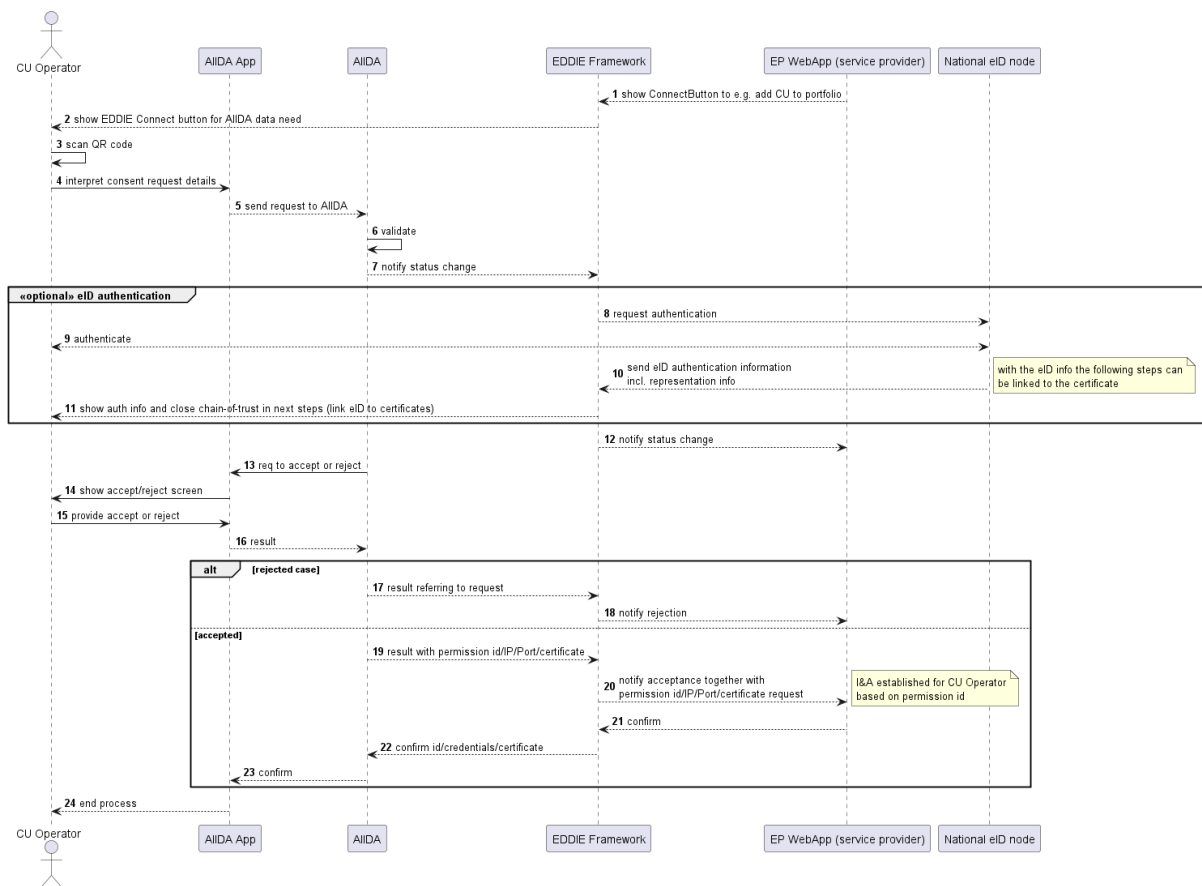 CU Operator
AIIDA App
AIIDA
EDDIE Framework
EP WebApp (service provider)
National eID node
1 show ConnectButton to e.g. add CU to portfolio
2 show EDDIE Connect button for AIIDA data need
3 scan QR code
4 interpret consent request details
5 send request to AIIDA
6 validate
7 notify status change
«optional» eID authentication
8 request authentication
9 authenticate
10 send eID authentication information
incl. representation info
with the eID info the following steps can
be linked to the certificate
11 show auth info and close chain-of-trust in next steps (link eID to certificates)
12 notify status change
13 req to accept or reject
14 show accept/reject screen
15 provide accept or reject
16 result
alt [rejected case]
17 result referring to request
18 notify rejection
[accepted]
19 result with permission id/IP/Port/certificate
20 notify acceptance together with
permission id/IP/Port/certificate request
I&A established for CU Operator
based on permission id
21 confirm
22 confirm id/credentials/certificate
23 confirm
24 end process
CU Operator
AIIDA App
AIIDA
EDDIE Framework
EP WebApp (service provider)
National eID node